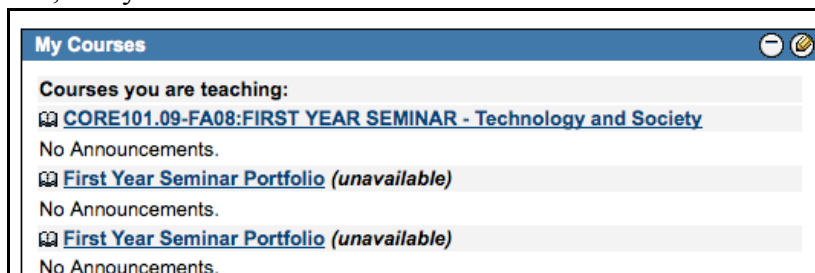 My Courses
Courses you are teaching:
CORE101.09-FA08:FIRST YEAR SEMINAR - Technology and Society
No Announcements.
First Year Seminar Portfolio (unavailable)
No Announcements.
First Year Seminar Portfolio (unavailable)
No Announcements.